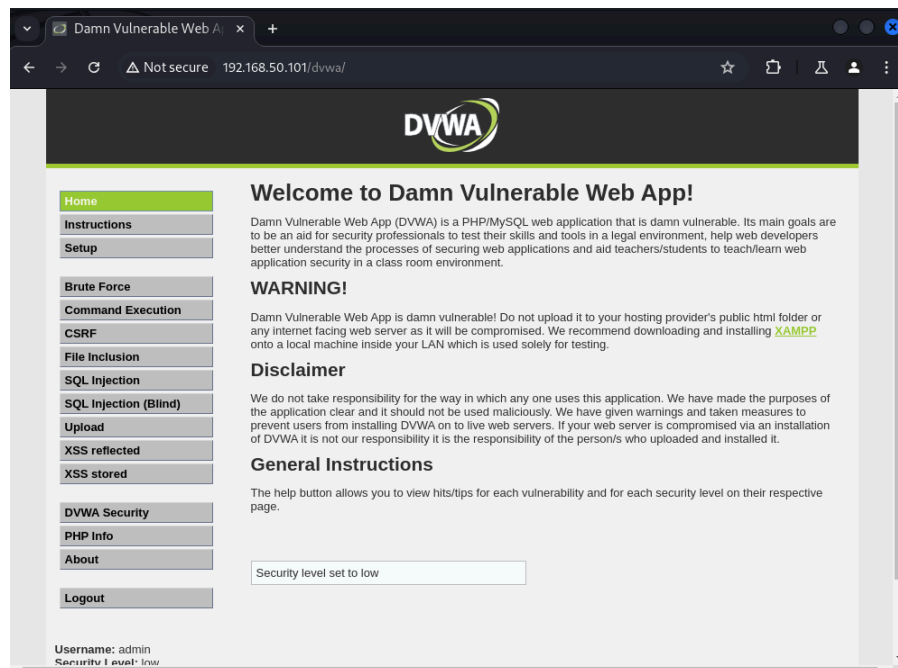 Damn Vulnerable Web A
Not secure 192.168.50.101/dvwa/
DVWA
Home
Instructions
Setup
Brute Force
Command Execution
CSRF
File Inclusion
SQL Injection
SQL Injection (Blind)
Upload
XSS reflected
XSS stored
DVWA Security
PHP Info
About
Logout
Username: admin
Security Level: low
Welcome to Damn Vulnerable Web App!
Damn Vulnerable Web App (DVWA) is a PHP/MySQL web application that is damn vulnerable. Its main goals are
to be an aid for security professionals to test their skills and tools in a legal environment, help web developers
better understand the processes of securing web applications and aid teachers/students to teach/learn web
application security in a class room environment.
WARNING!
Damn Vulnerable Web App is damn vulnerable! Do not upload it to your hosting provider's public html folder or
any internet facing web server as it will be compromised. We recommend downloading and installing XAMPP
onto a local machine inside your LAN which is used solely for testing.
Disclaimer
We do not take responsibility for the way in which any one uses this application. We have made the purposes of
the application clear and it should not be used maliciously. We have given warnings and taken measures to
prevent users from installing DVWA on to live web servers. If your web server is compromised via an installation
of DVWA it is not our responsibility it is the responsibility of the person/s who uploaded and installed it.
General Instructions
The help button allows you to view hits/tips for each vulnerability and for each security level on their respective
page.
Security level set to low